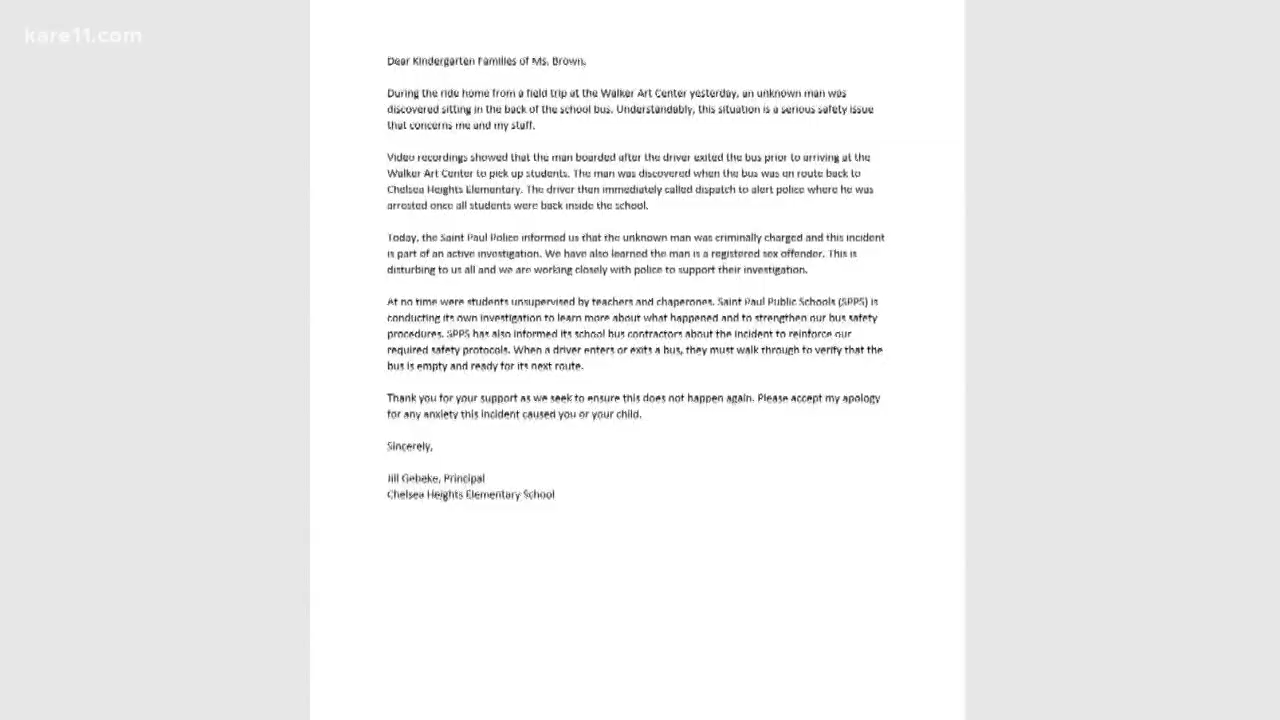 kare11.com
Dear Kindergarten Families of Ms. Brown,
During the ride home from a field trip at the Walker Art Center yesterday, an unknown man was
discovered sitting in the back of the school bus. Understandably, this situation is a serious safety issue
that concerns me and my staff.
Video recordings showed that the man boarded after the driver exited the bus prior to arriving at the
Walker Art Center to pick up students. The man was discovered when the bus was en route back to
Chelsea Heights Elementary. The driver then immediately called dispatch to alert police where he was
arrested once all students were back inside the school.
Today, the Saint Paul Police informed us that the unknown man was criminally charged and this incident
is part of an active investigation. We have also learned the man is a registered sex offender. This is
disturbing to us all and we are working closely with police to support their investigation.
At no time were students unsupervised by teachers and chaperones. Saint Paul Public Schools (SPPS) is
conducting its own investigation to learn more about what happened and to strengthen our bus safety
procedures. SPPS has also informed its school bus contractors about the incident to reinforce our
required safety protocols. When a driver enters or exits a bus, they must walk through to verify that the
bus is empty and ready for its next route.
Thank you for your support as we seek to ensure this does not happen again. Please accept my apology
for any anxiety this incident caused you or your child.
Sincerely,
Jill Gebeke, Principal
Chelsea Heights Elementary School